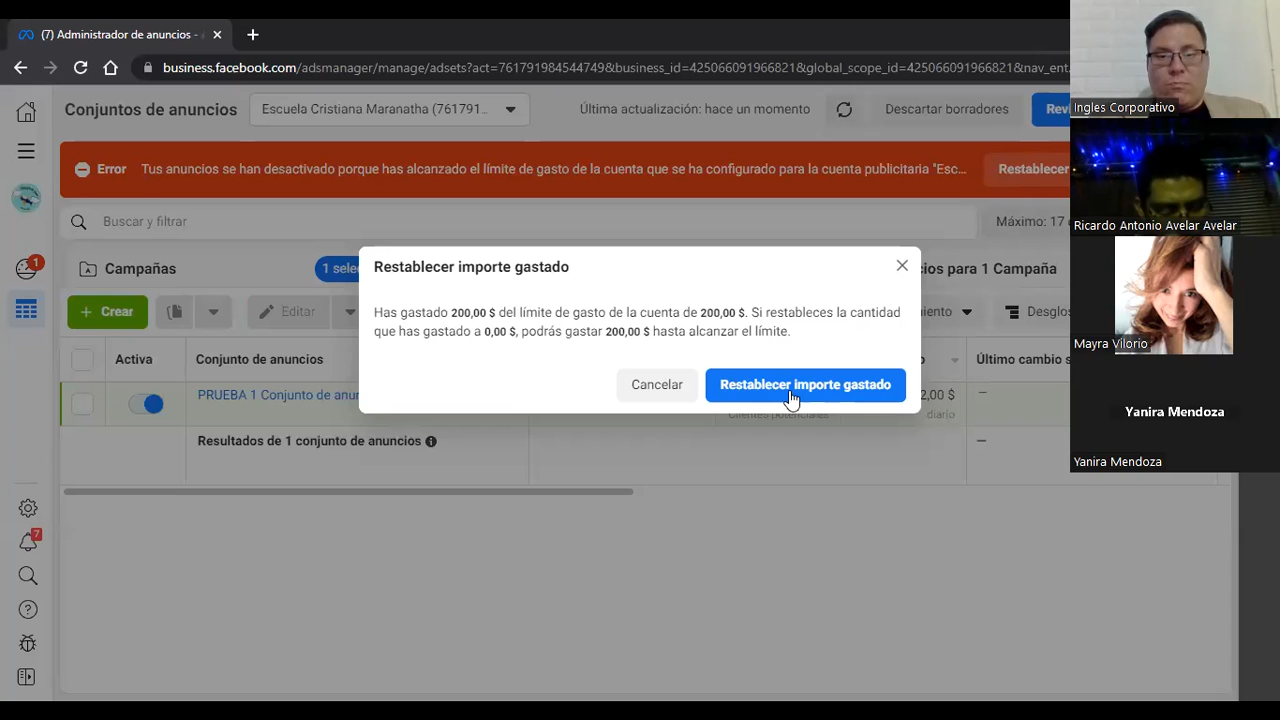 (7) Administrador de anuncios -
business.facebook.com/adsmanager/manage/adsets?act=761791984544749&business_id=425066091966821&global_scope_id=425066091966821&nav_ent
Conjuntos de anuncios
Escuela Cristiana Maranatha (761791...
Última actualización: hace un momento
Descartar borradores
Error
Tus anuncios se han desactivado porque has alcanzado el límite de gasto de la cuenta que se ha configurado para la cuenta publicitaria "Esc...
Restablecer
Buscar y filtrar
Máximo: 17
Campañas
para 1 Campaña
Crear
Editar
Activa
Conjunto de anuncios
Último cambio s
PRUEBA 1 Conjunto de
2,00 $
Clientes potenciales
diario
Resultados de 1 conjunto de anuncios
Restablecer importe gastado
Has gastado 200,00 $ del límite de gasto de la cuenta de 200,00 $. Si restableces la cantidad
que has gastado a 0,00 $, podrás gastar 200,00 $ hasta alcanzar el límite.
Cancelar
Restablecer importe gastado
1
7
Ingles Corporativo
Ricardo Antonio Avelar Avelar
Mayra Vilorio
Yanira Mendoza
Yanira Mendoza